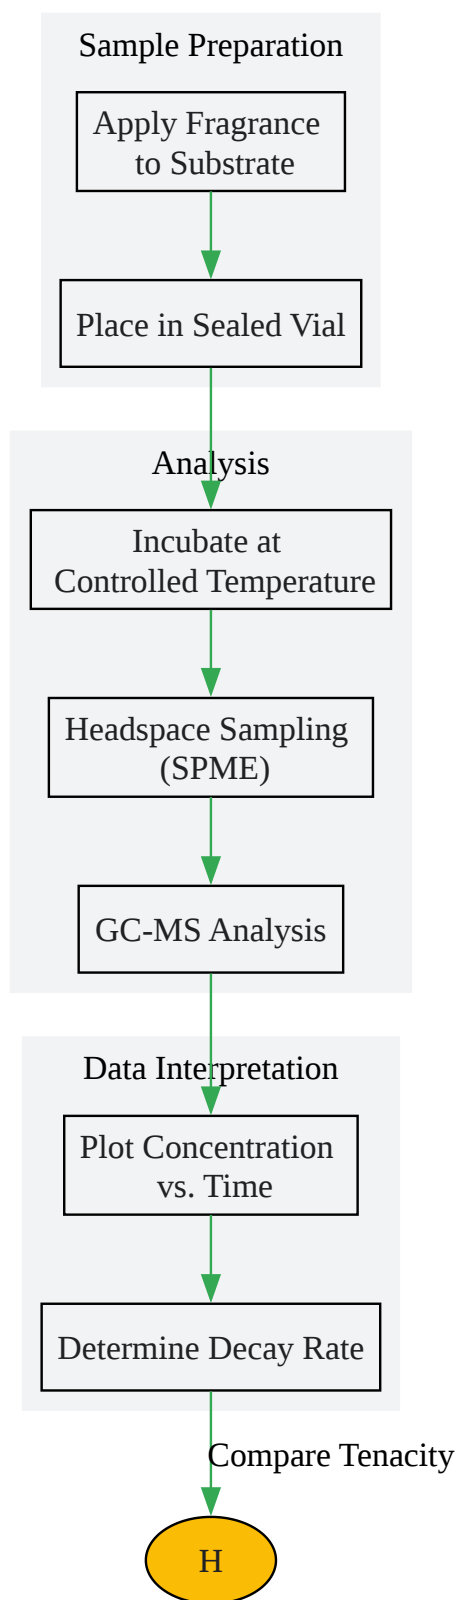 Sample Preparation
Apply Fragrance
to Substrate
Place in Sealed Vial
Analysis
Incubate at
Controlled Temperature
Headspace Sampling
(SPME)
GC-MS Analysis
Data Interpretation
Plot Concentration
vs. Time
Determine Decay Rate
Compare Tenacity
H